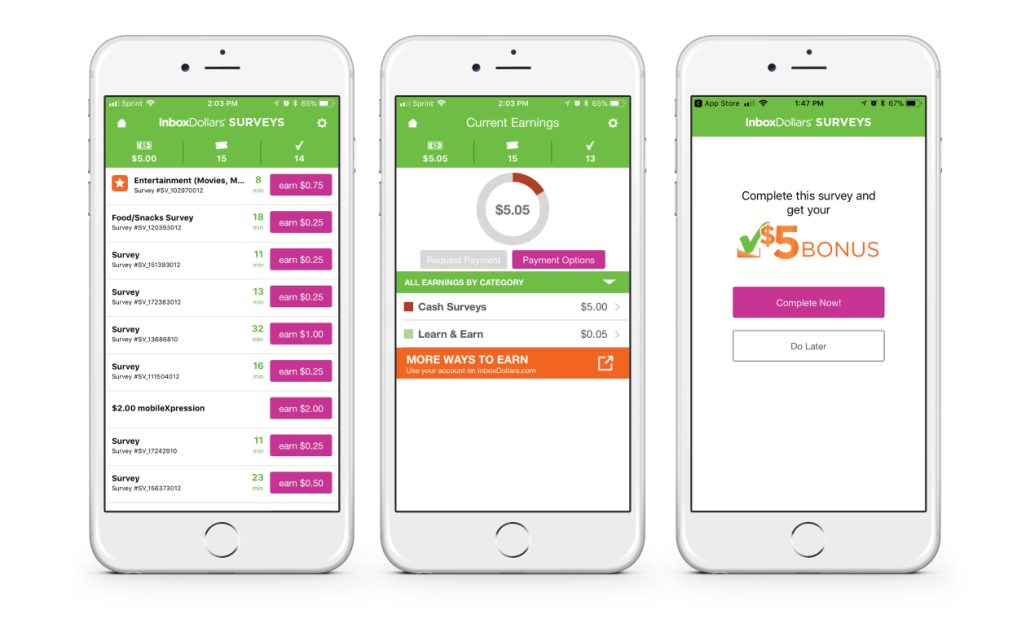 Sprint 2:03 PM 65%
InboxDollars® SURVEYS
$5.00 15 14
Entertainment (Movies, M... 8 min earn $0.75
Survey #SV_102970012
Food/Snacks Survey 18 min earn $0.25
Survey #SV_120393012
Survey 11 min earn $0.25
Survey #SV_151393012
Survey 13 min earn $0.25
Survey #SV_172383012
Survey 32 min earn $1.00
Survey #SV_13686810
Survey 16 min earn $0.25
Survey #SV_111504012
$2.00 mobileXpression earn $2.00
Survey 11 min earn $0.25
Survey #SV_17242910
Survey 23 min earn $0.50
Survey #SV_156373012
Sprint 2:03 PM 65%
Current Earnings
$5.05 15 13
$5.05
Request Payment Payment Options
ALL EARNINGS BY CATEGORY
Cash Surveys $5.00
Learn & Earn $0.05
MORE WAYS TO EARN
Use your account on InboxDollars.com
App Store 1:47 PM 67%
InboxDollars® SURVEYS
Complete this survey and
get your
$5 BONUS
Complete Now!
Do Later